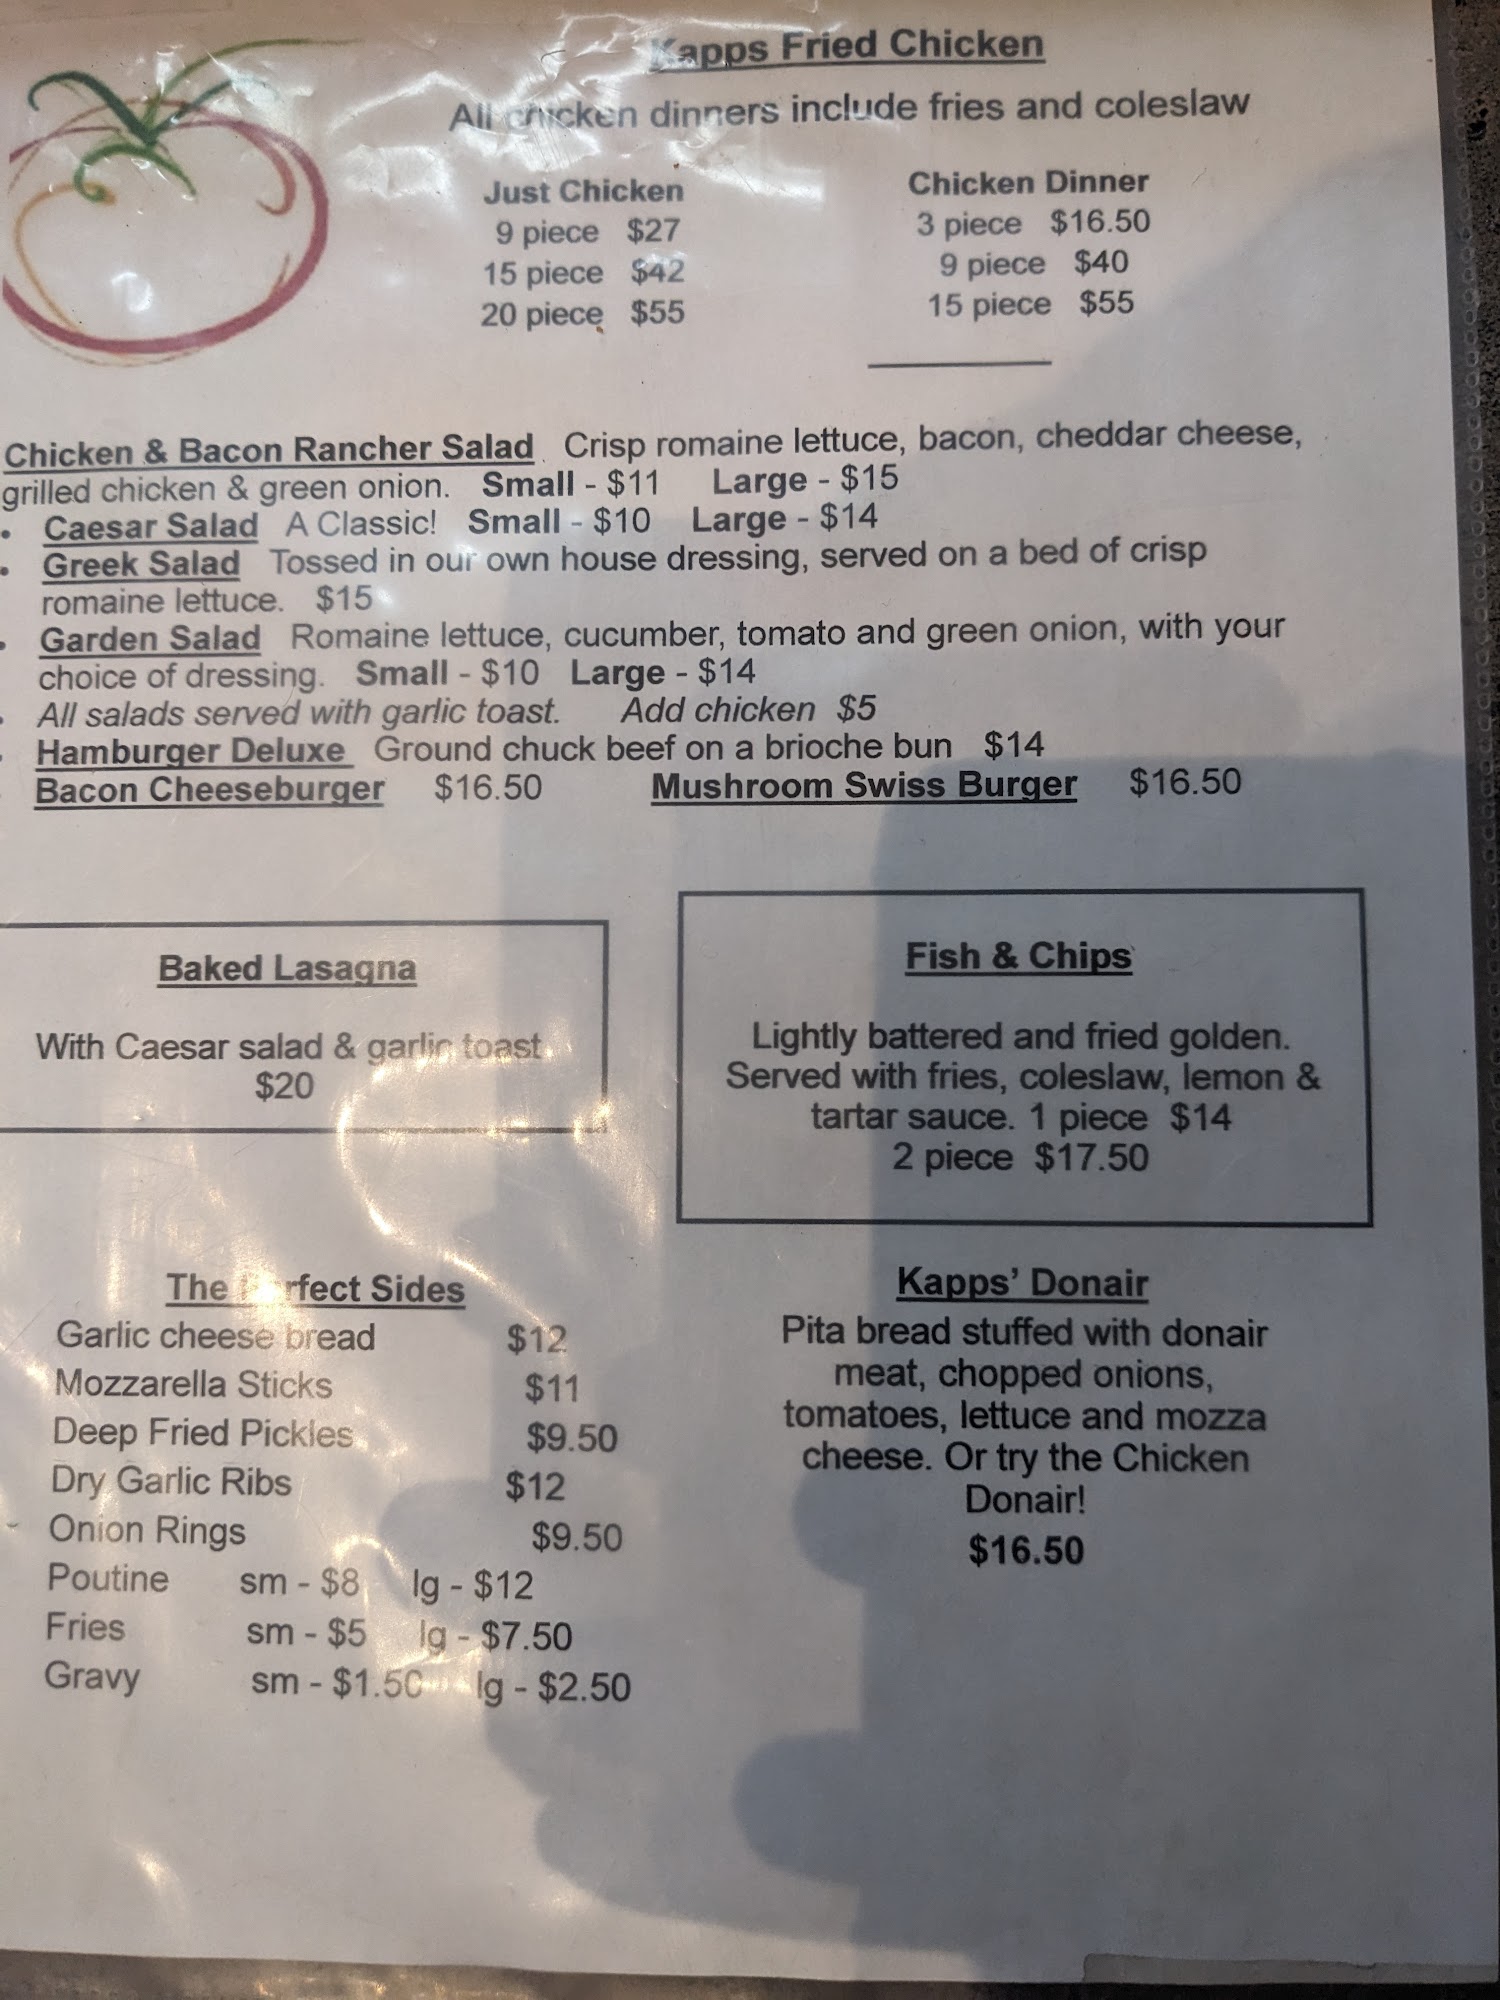 Kapps Fried Chicken
All chicken dinners include fries and coleslaw
Just Chicken
9 piece $27
15 piece $42
20 piece $55
Chicken Dinner
3 piece $16.50
9 piece $40
15 piece $55
Chicken & Bacon Rancher Salad Crisp romaine lettuce, bacon, cheddar cheese,
grilled chicken & green onion. Small - $11 Large - $15
• Caesar Salad A Classic! Small - $10 Large - $14
• Greek Salad Tossed in our own house dressing, served on a bed of crisp
romaine lettuce. $15
• Garden Salad Romaine lettuce, cucumber, tomato and green onion, with your
choice of dressing. Small - $10 Large - $14
• All salads served with garlic toast. Add chicken $5
• Hamburger Deluxe Ground chuck beef on a brioche bun $14
• Bacon Cheeseburger $16.50 Mushroom Swiss Burger $16.50
Baked Lasagna
With Caesar salad & garlic toast
$20
Fish & Chips
Lightly battered and fried golden.
Served with fries, coleslaw, lemon &
tartar sauce. 1 piece $14
2 piece $17.50
The Perfect Sides
Garlic cheese bread $12
Mozzarella Sticks $11
Deep Fried Pickles $9.50
Dry Garlic Ribs $12
Onion Rings $9.50
Poutine sm - $8 lg - $12
Fries sm - $5 lg - $7.50
Gravy sm - $1.50 lg - $2.50
Kapps' Donair
Pita bread stuffed with donair
meat, chopped onions,
tomatoes, lettuce and mozza
cheese. Or try the Chicken
Donair!
$16.50